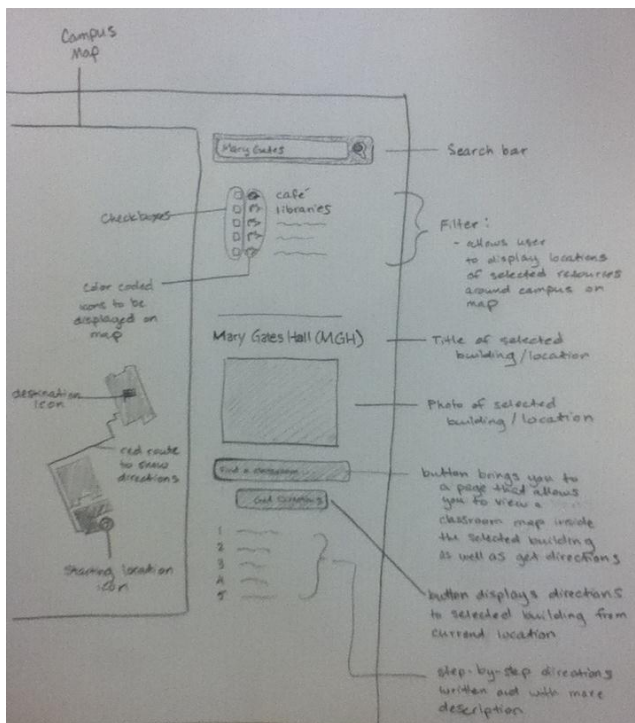 Campus
Map
Mary Gates
Search bar
café
libraries
Checkboxes
Filter:
- allows user
to display locations
of selected resources
around campus on
map
Color coded
icons to be
displayed on
map
Mary Gates Hall (MGH)
Title of selected
building/location
destination
icon
Photo of selected
building/location
red route
to show
directions
Find a classroom
button brings you to
a page that allows
you to view a
classroom map inside
the selected building
as well as get directions
Get
Starting location
icon
1
2
3
4
5
button displays directions
to selected building from
current location
step-by-step directions
written out with more
description